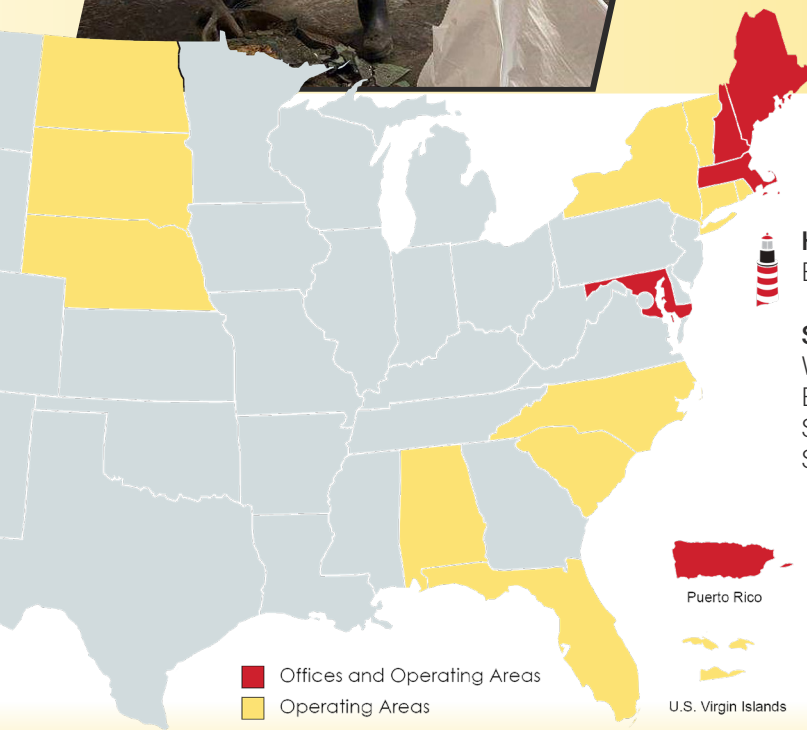 Puerto Rico
Offices and Operating Areas
Operating Areas
U.S. Virgin Islands